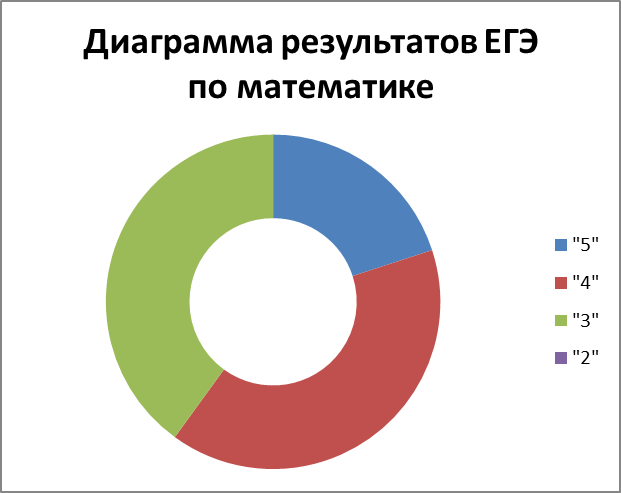 Диаграмма результатов ЕГЭ
по математике
"5"
"4"
"3"
"2"